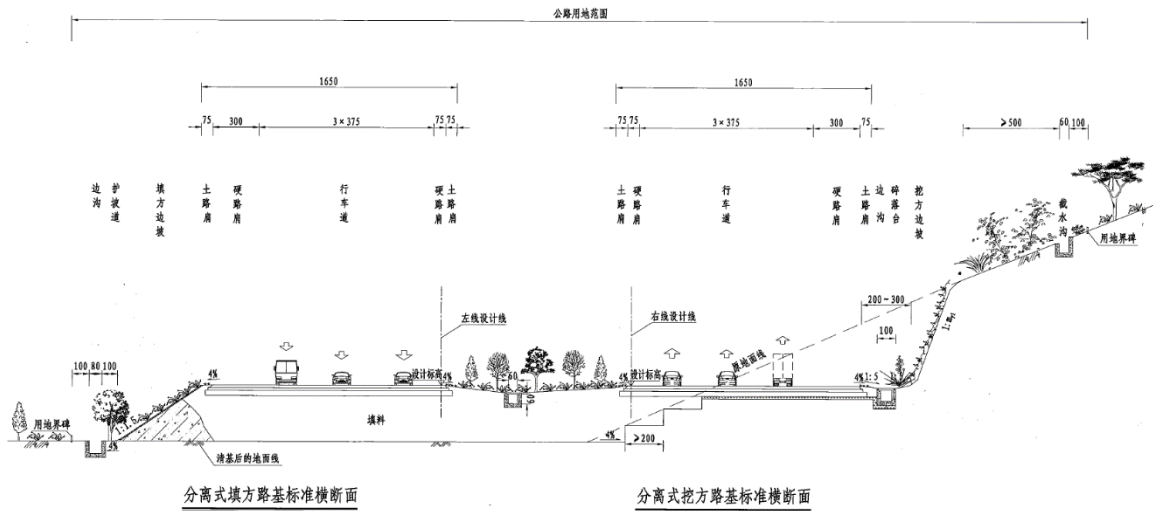 公路用地范围
1650
1650
75
300
3×375
75
75
75
75
3×375
300
75
≥500
60
100
边沟
护坡道
填方边坡
土路肩
硬路肩
行车道
硬路肩
土路肩
土路肩
硬路肩
行车道
硬路肩
土路肩
边沟
碎落台
挖方边坡
截水沟
用地界碑
左线设计线
右线设计线
原地面线
200~300
100
100
80
100
4%
设计标高
4%
60
60
4%
设计标高
4%
1:5
用地界碑
1:1.5
4%
填料
清基后的地面线
4%
≥200
分离式填方路基标准横断面
分离式挖方路基标准横断面